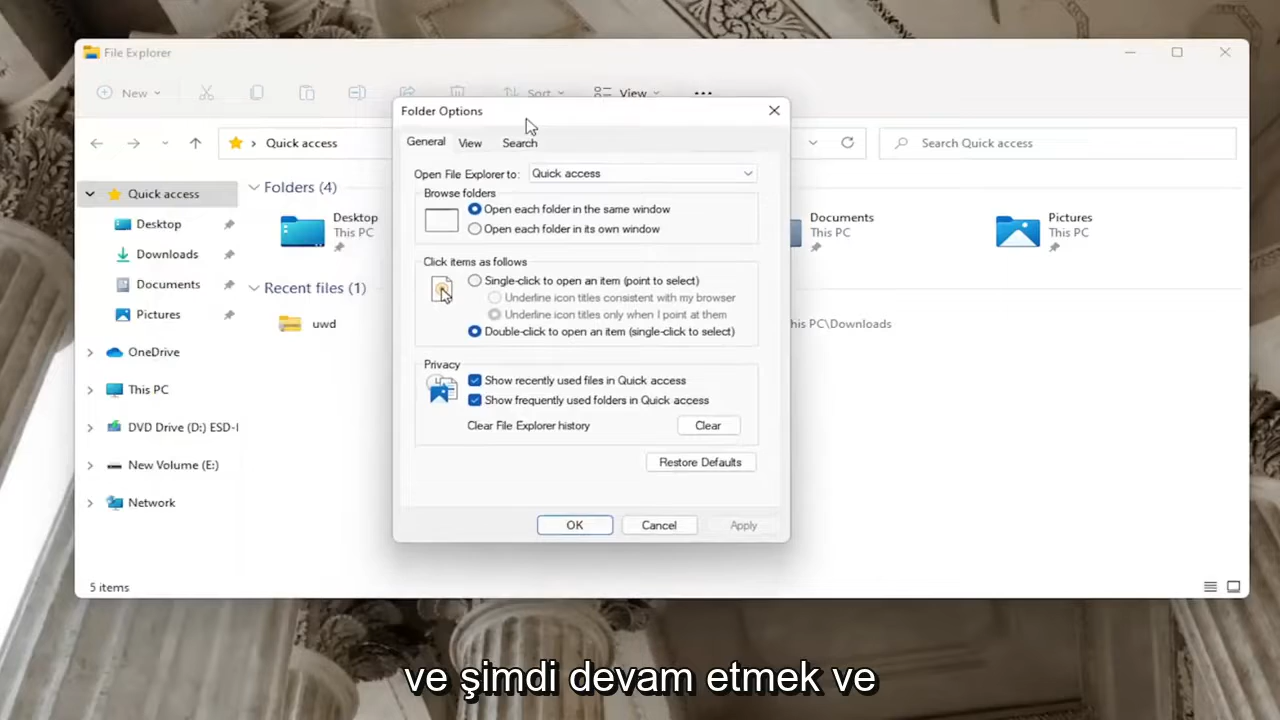 File Explorer
New
Sort
View
Quick access
Search Quick access
Quick access
Desktop
Downloads
Documents
Pictures
OneDrive
This PC
DVD Drive (D:) ESD-I
New Volume (E:)
Network
Folders (4)
Desktop
This PC
Documents
This PC
Pictures
This PC
Recent files (1)
uwd
his PC\Downloads
5 items
Folder Options
General
View
Search
Open File Explorer to:
Quick access
Browse folders
Open each folder in the same window
Open each folder in its own window
Click items as follows
Single-click to open an item (point to select)
Underline icon titles consistent with my browser
Underline icon titles only when I point at them
Double-click to open an item (single-click to select)
Privacy
Show recently used files in Quick access
Show frequently used folders in Quick access
Clear File Explorer history
Clear
Restore Defaults
OK
Cancel
Apply
ve şimdi devam etmek ve